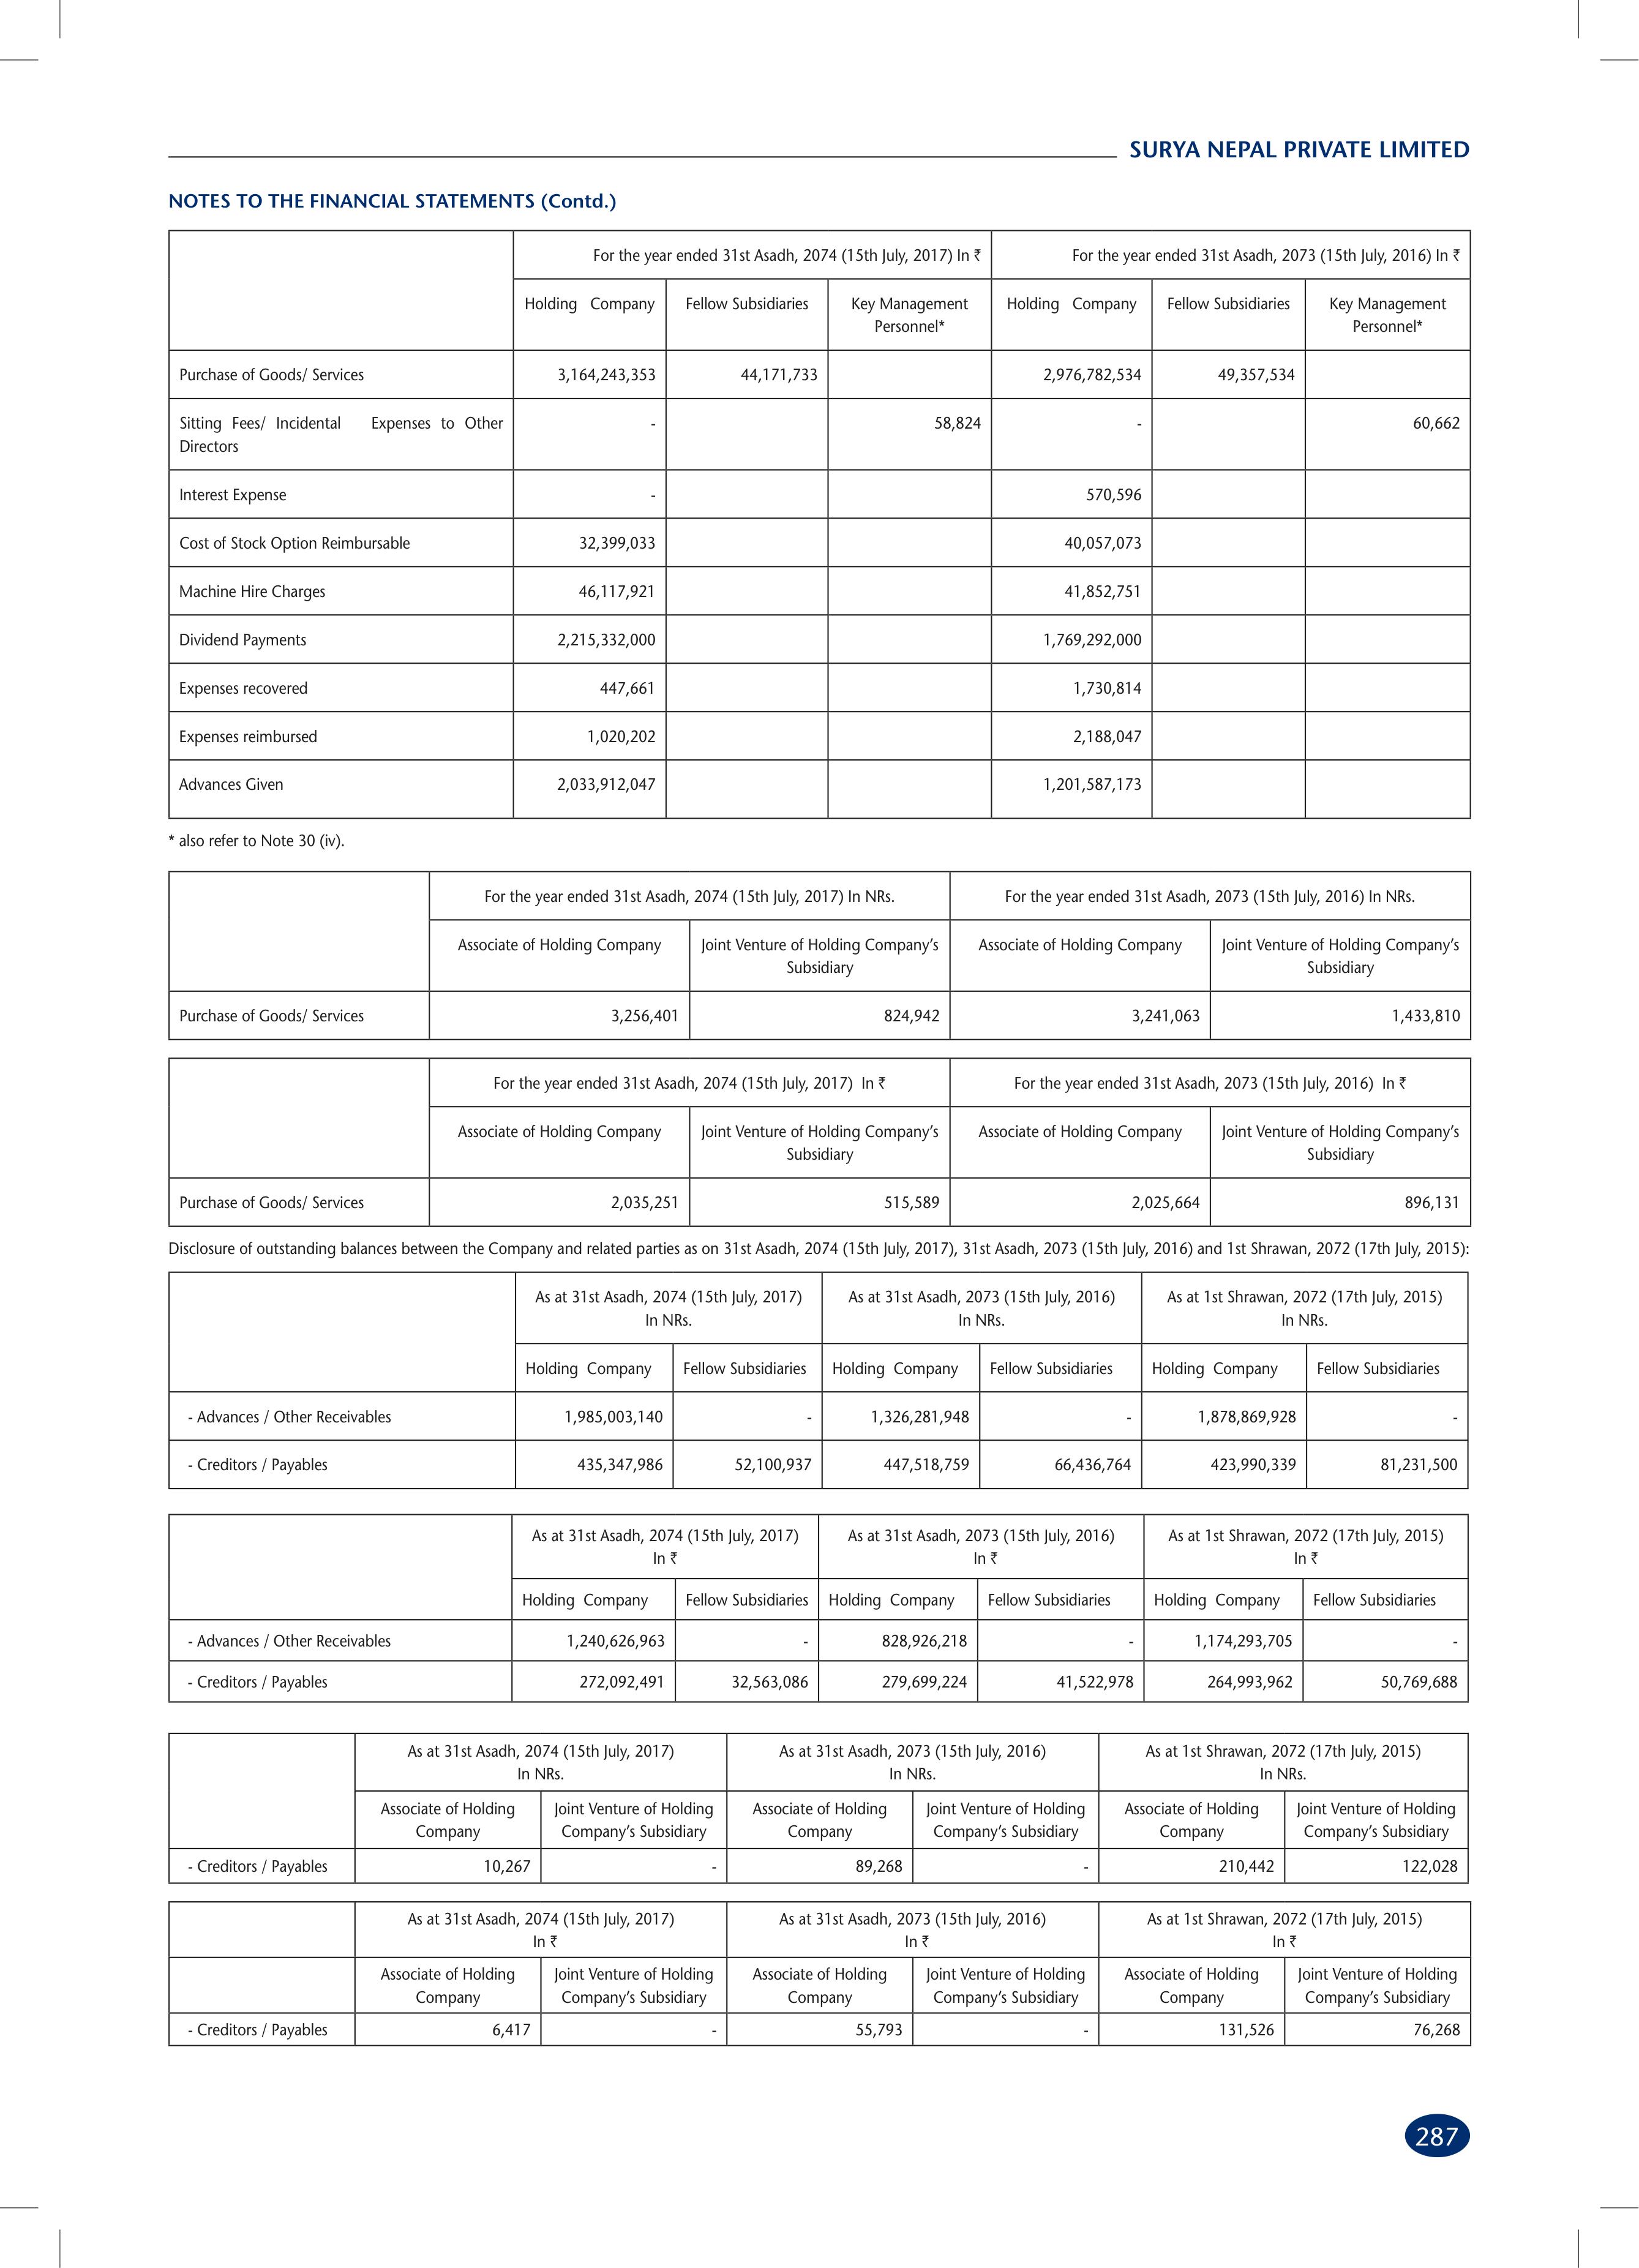 SURYA NEPAL PRIVATE LIMITED
NOTES TO THE FINANCIAL STATEMENTS (Contd.)
For the year ended 31st Asadh, 2074 (15th July, 2017) In ₹ For the year ended 31st Asadh, 2073 (15th July, 2016) In ₹
Holding Company Fellow Subsidiaries Key Management Holding Company Fellow Subsidiaries Key Management
Personnel* Personnel*
Purchase of Goods/ Services 3,164,243,353 44,171,733 2,976,782,534 49,357,534
Sitting Fees/ Incidental Expenses to Other - 58,824 - 60,662
Directors
Interest Expense - 570,596
Cost of Stock Option Reimbursable 32,399,033 40,057,073
Machine Hire Charges 46,117,921 41,852,751
Dividend Payments 2,215,332,000 1,769,292,000
Expenses recovered 447,661 1,730,814
Expenses reimbursed 1,020,202 2,188,047
Advances Given 2,033,912,047 1,201,587,173
* also refer to Note 30 (iv).
For the year ended 31st Asadh, 2074 (15th July, 2017) In NRs. For the year ended 31st Asadh, 2073 (15th July, 2016) In NRs.
Associate of Holding Company Joint Venture of Holding Company's Associate of Holding Company Joint Venture of Holding Company's
Subsidiary Subsidiary
Purchase of Goods/ Services 3,256,401 824,942 3,241,063 1,433,810
For the year ended 31st Asadh, 2074 (15th July, 2017) In ₹ For the year ended 31st Asadh, 2073 (15th July, 2016) In ₹
Associate of Holding Company Joint Venture of Holding Company's Associate of Holding Company Joint Venture of Holding Company's
Subsidiary Subsidiary
Purchase of Goods/ Services 2,035,251 515,589 2,025,664 896,131
Disclosure of outstanding balances between the Company and related parties as on 31st Asadh, 2074 (15th July, 2017), 31st Asadh, 2073 (15th July, 2016) and 1st Shrawan, 2072 (17th July, 2015):
As at 31st Asadh, 2074 (15th July, 2017) As at 31st Asadh, 2073 (15th July, 2016) As at 1st Shrawan, 2072 (17th July, 2015)
In NRs. In NRs. In NRs.
Holding Company Fellow Subsidiaries Holding Company Fellow Subsidiaries Holding Company Fellow Subsidiaries
- Advances / Other Receivables 1,985,003,140 - 1,326,281,948 - 1,878,869,928 -
- Creditors / Payables 435,347,986 52,100,937 447,518,759 66,436,764 423,990,339 81,231,500
As at 31st Asadh, 2074 (15th July, 2017) As at 31st Asadh, 2073 (15th July, 2016) As at 1st Shrawan, 2072 (17th July, 2015)
In ₹ In ₹ In ₹
Holding Company Fellow Subsidiaries Holding Company Fellow Subsidiaries Holding Company Fellow Subsidiaries
- Advances / Other Receivables 1,240,626,963 - 828,926,218 - 1,174,293,705 -
- Creditors / Payables 272,092,491 32,563,086 279,699,224 41,522,978 264,993,962 50,769,688
As at 31st Asadh, 2074 (15th July, 2017) As at 31st Asadh, 2073 (15th July, 2016) As at 1st Shrawan, 2072 (17th July, 2015)
In NRs. In NRs. In NRs.
Associate of Holding Joint Venture of Holding Associate of Holding Joint Venture of Holding Associate of Holding Joint Venture of Holding
Company Company's Subsidiary Company Company's Subsidiary Company Company's Subsidiary
- Creditors / Payables 10,267 - 89,268 - 210,442 122,028
As at 31st Asadh, 2074 (15th July, 2017) As at 31st Asadh, 2073 (15th July, 2016) As at 1st Shrawan, 2072 (17th July, 2015)
In ₹ In ₹ In ₹
Associate of Holding Joint Venture of Holding Associate of Holding Joint Venture of Holding Associate of Holding Joint Venture of Holding
Company Company's Subsidiary Company Company's Subsidiary Company Company's Subsidiary
- Creditors / Payables 6,417 - 55,793 - 131,526 76,268
287